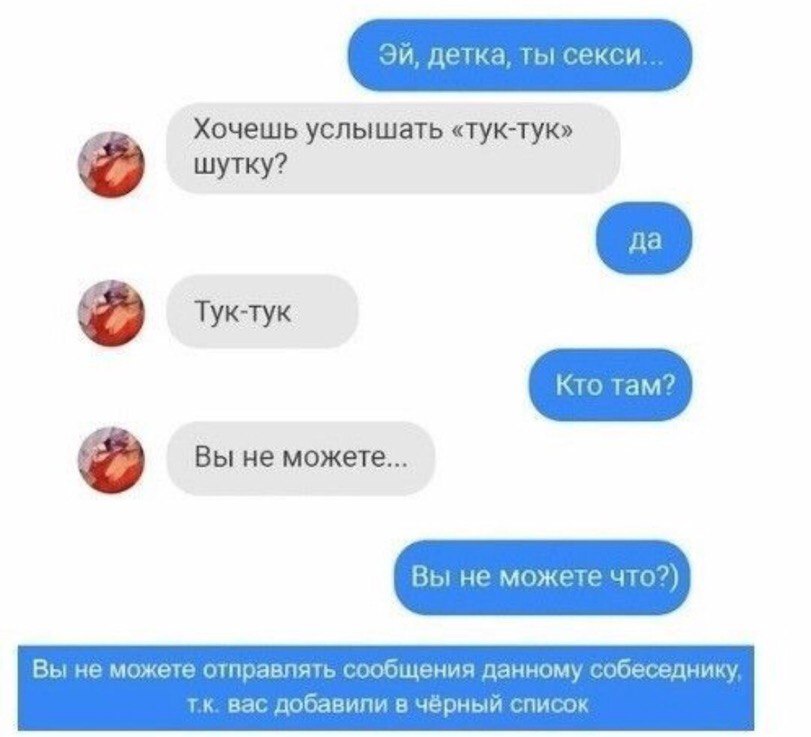 Эй, детка, ты секси...
Хочешь услышать «тук-тук»
шутку?
да
Тук-тук
Кто там?
Вы не можете...
Вы не можете что?)
Вы не можете отправлять сообщения данному собеседнику,
т.к. вас добавили в чёрный список